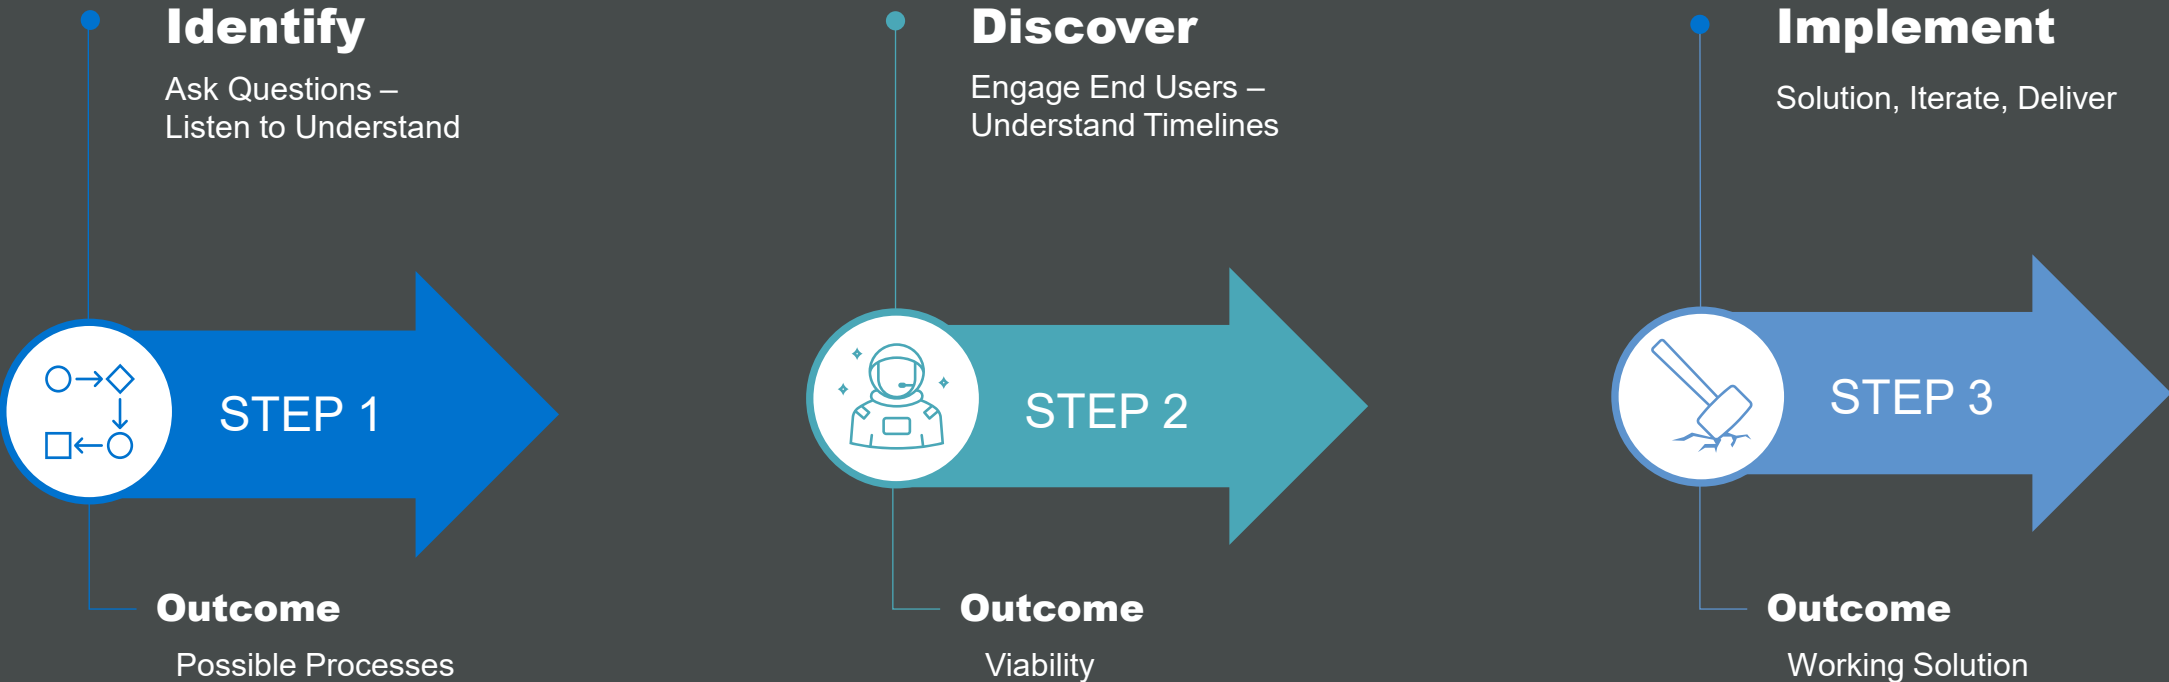 Identify
Ask Questions –
Listen to Understand
STEP 1
Outcome
Possible Processes
Discover
Engage End Users –
Understand Timelines
STEP 2
Outcome
Viability
Implement
Solution, Iterate, Deliver
STEP 3
Outcome
Working Solution